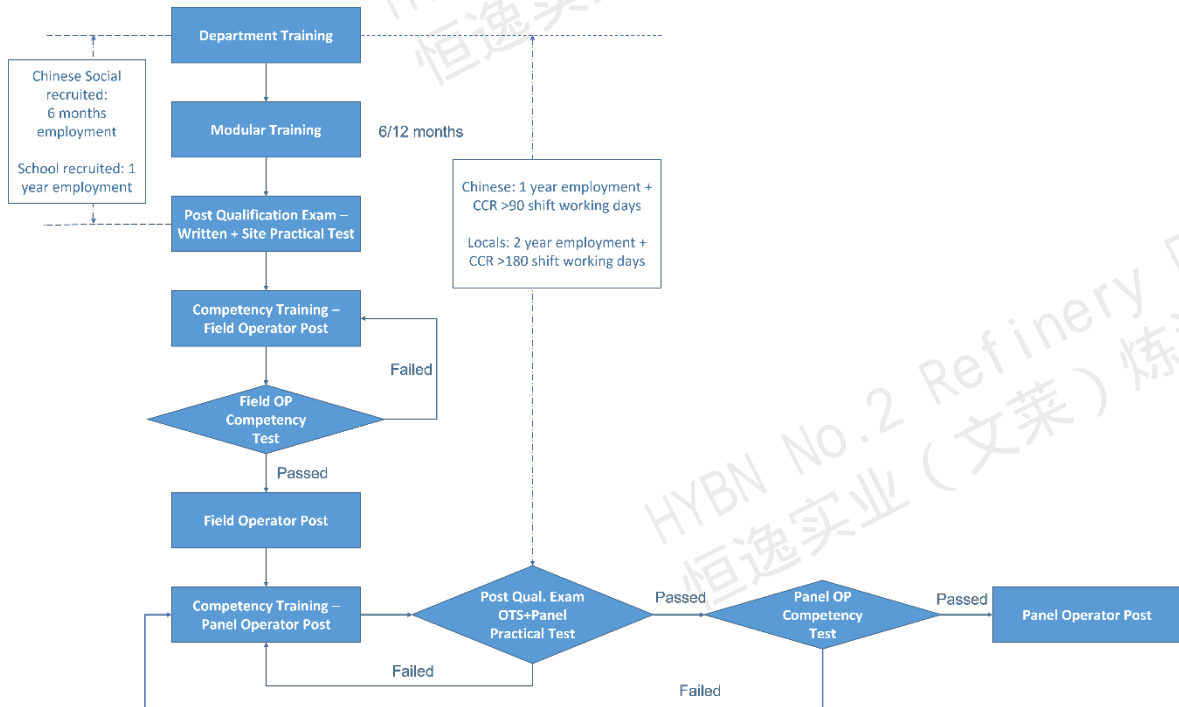 Department Training
Chinese Social
recruited:
6 months
employment
School recruited: 1
year employment
Modular Training
6/12 months
Chinese: 1 year employment +
CCR >90 shift working days
Locals: 2 year employment +
CCR >180 shift working days
Post Qualification Exam –
Written + Site Practical Test
Competency Training –
Field Operator Post
Failed
Field OP
Competency
Test
Passed
Field Operator Post
Competency Training –
Panel Operator Post
Post Qual. Exam
OTS+Panel
Practical Test
Passed
Panel OP
Competency
Test
Passed
Panel Operator Post
Failed
Failed
HYBN No.2 Refinery
恒逸实业（文莱）炼
恒逸实